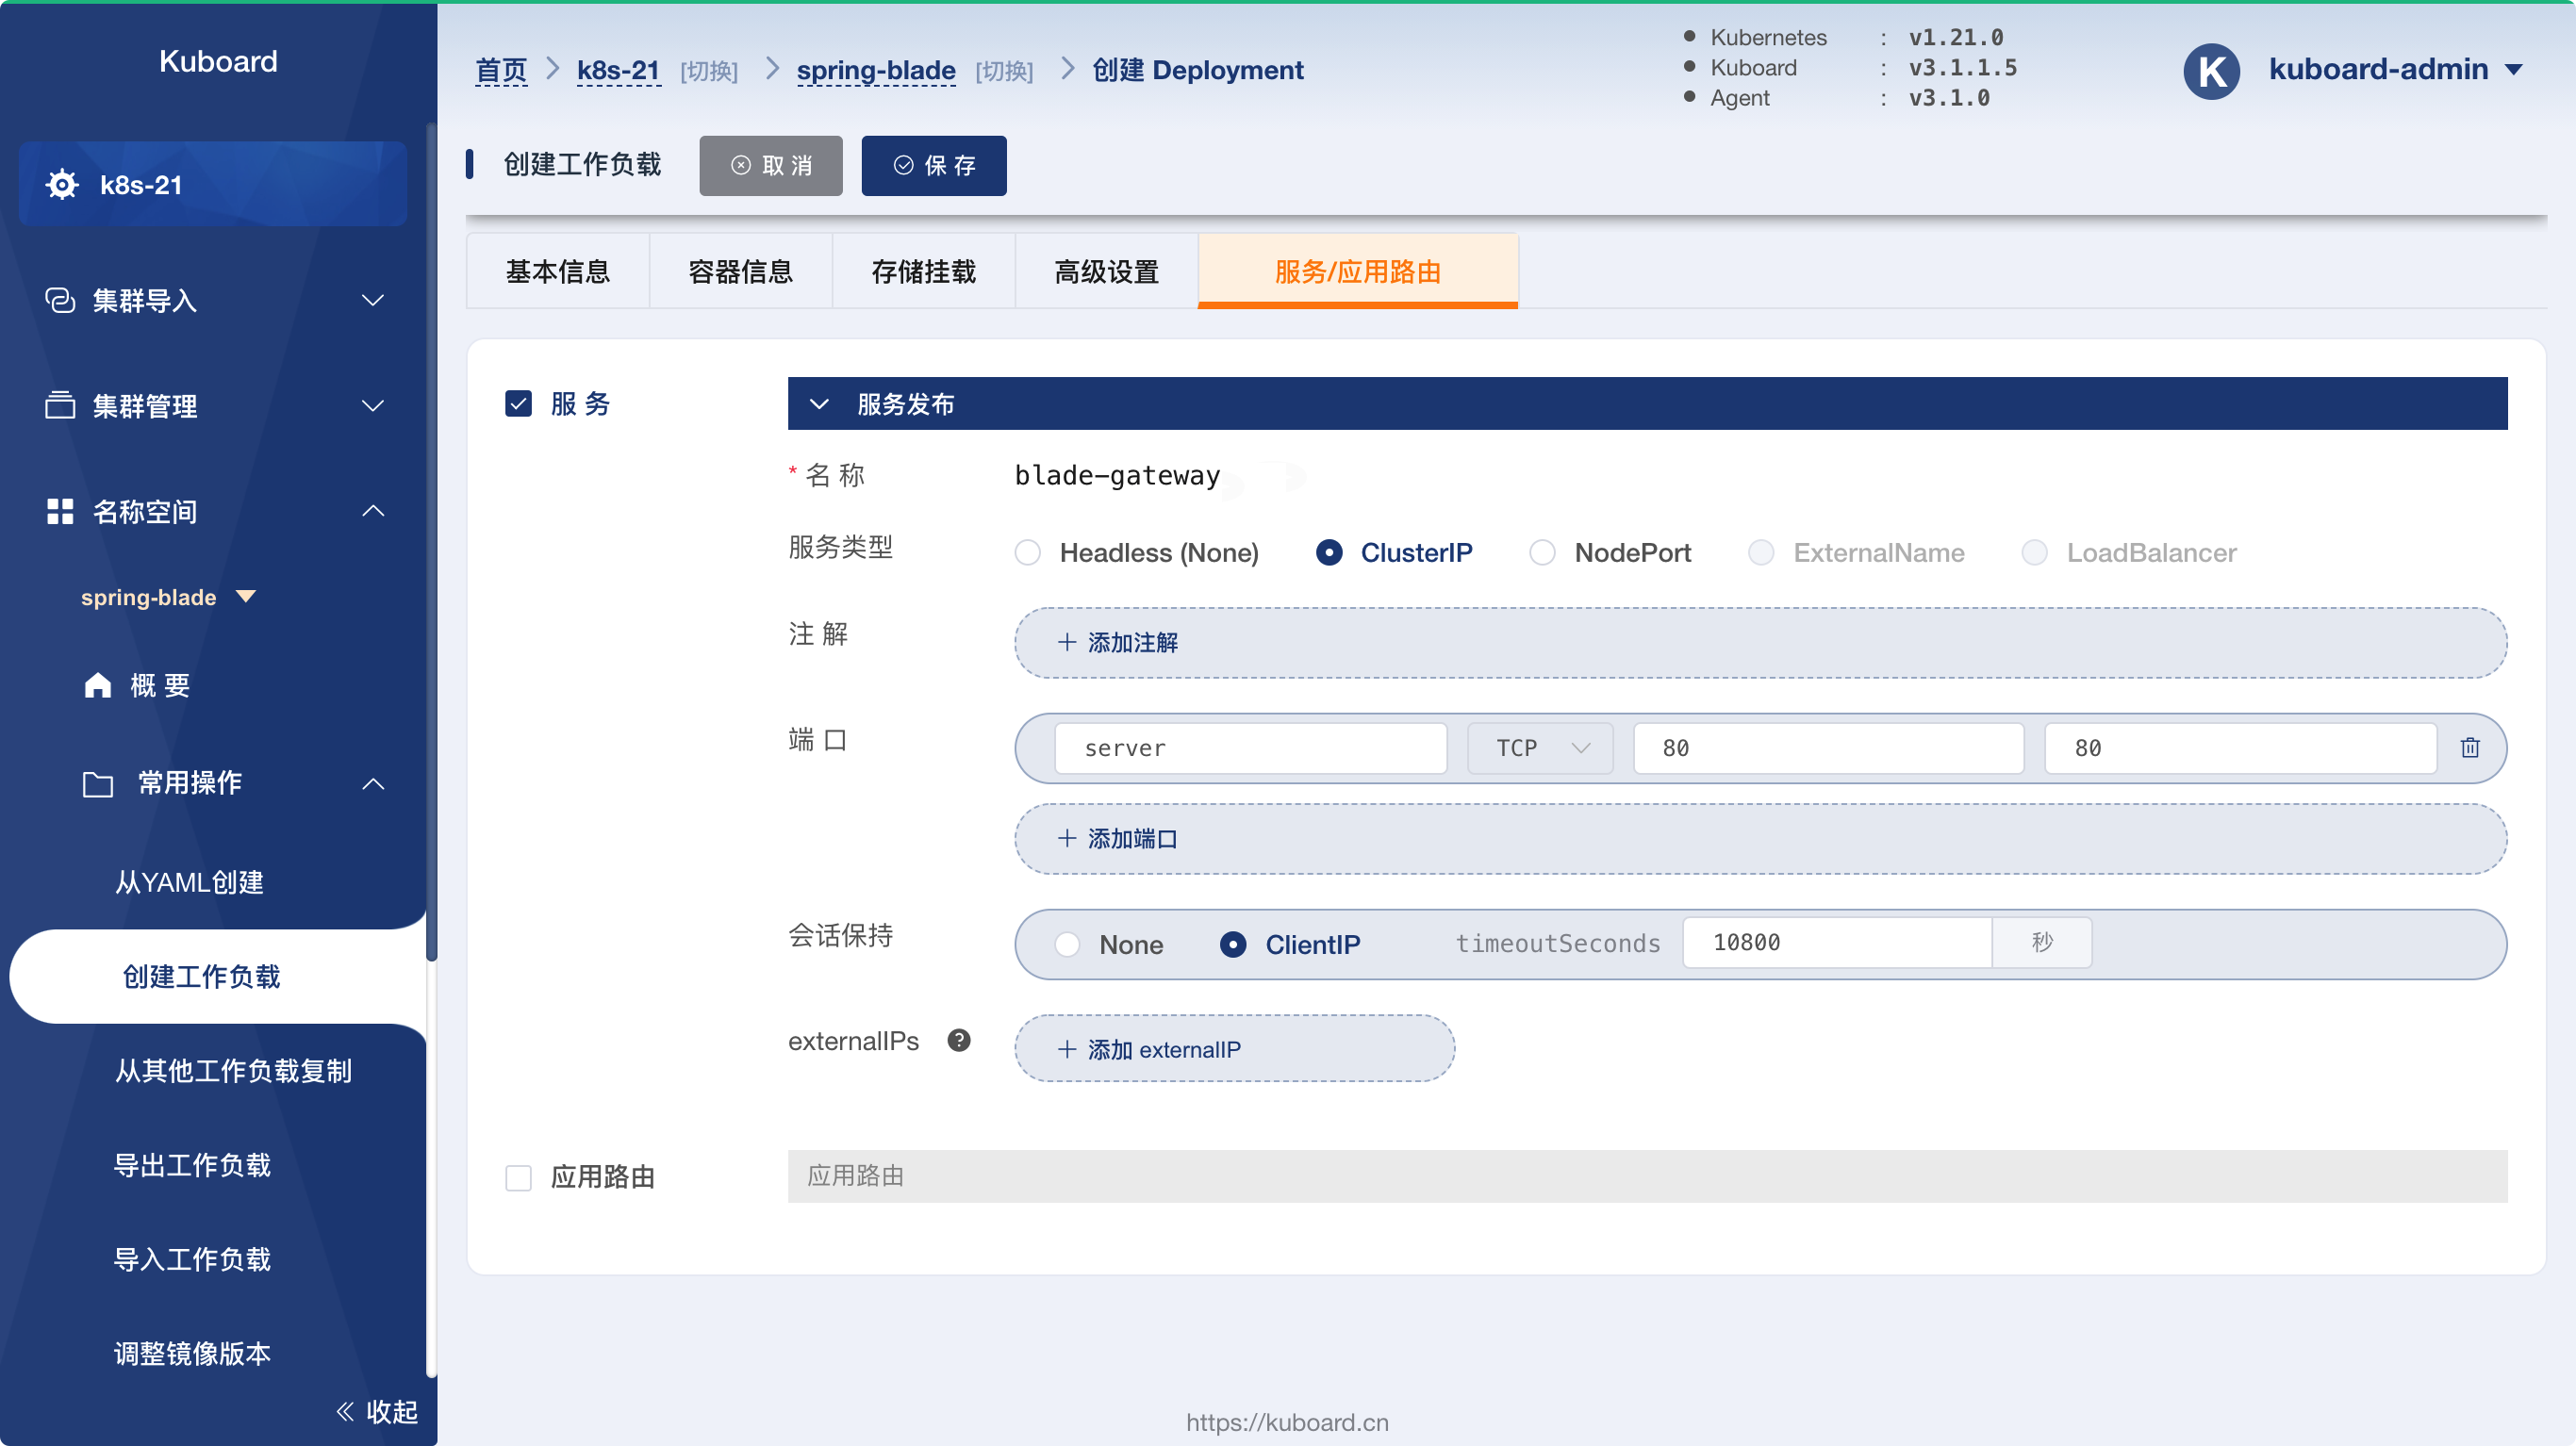 Kuboard
k8s-21
集群导入
集群管理
名称空间
spring-blade
概 要
常用操作
从YAML创建
创建工作负载
从其他工作负载复制
导出工作负载
导入工作负载
调整镜像版本
收起
首页 k8s-21 [切换] spring-blade [切换] 创建 Deployment
Kubernetes : v1.21.0
Kuboard : v3.1.1.5
Agent : v3.1.0
K kuboard-admin
创建工作负载 取 消 保 存
基本信息 容器信息 存储挂载 高级设置 服务/应用路由
服 务 服务发布
* 名 称 blade-gateway
服务类型 Headless (None) ClusterIP NodePort ExternalName LoadBalancer
注 解 + 添加注解
端 口 server TCP 80 80
+ 添加端口
会话保持 None ClientIP timeoutSeconds 10800 秒
externalIPs ? + 添加 externalIP
应用路由 应用路由
https://kuboard.cn